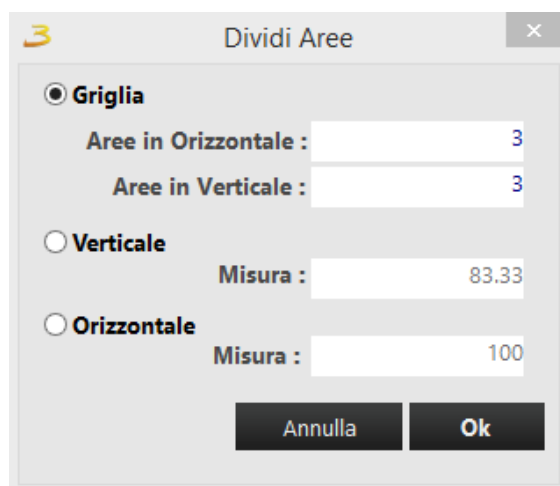 3 Dividi Aree ×
Griglia
Aree in Orizzontale : 3
Aree in Verticale : 3
Verticale
Misura : 83.33
Orizzontale
Misura : 100
Annulla Ok